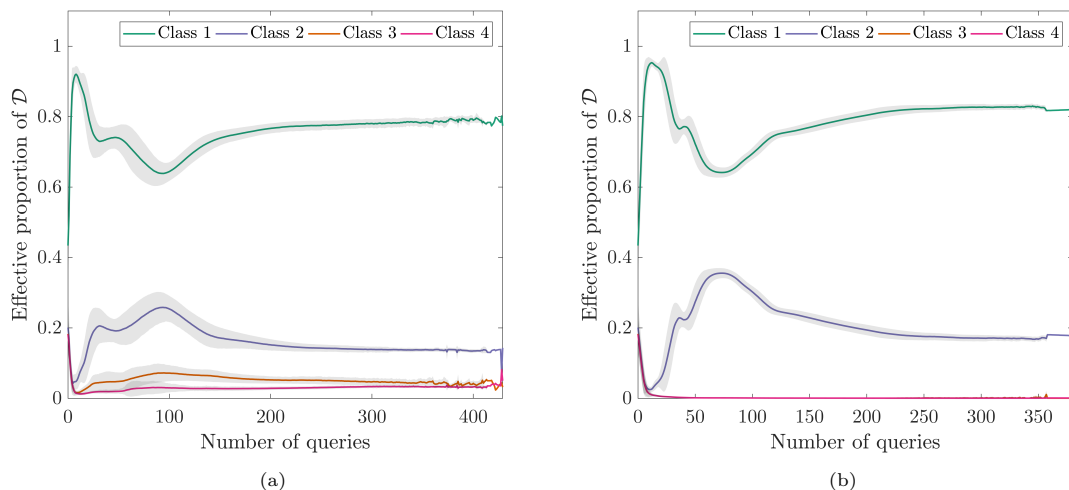 Class 1 Class 2 Class 3 Class 4
Effective proportion of 𝒟
1
0.8
0.6
0.4
0.2
0
0 100 200 300 400
Number of queries
(a)
Class 1 Class 2 Class 3 Class 4
Effective proportion of 𝒟
1
0.8
0.6
0.4
0.2
0
0 50 100 150 200 250 300 350
Number of queries
(b)